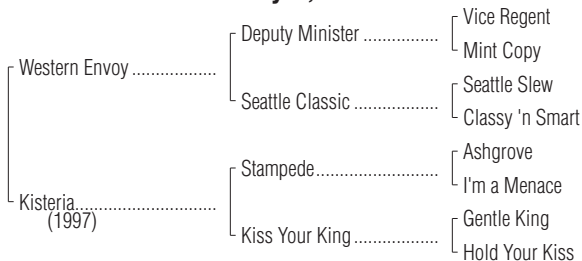 Vice Regent
Deputy Minister ................
Mint Copy
Western Envoy ..................
Seattle Slew
Seattle Classic ..................
Classy 'n Smart
Ashgrove
Stampede..........................
I'm a Menace
Kisteria..............................
(1997)
Gentle King
Kiss Your King..................
Hold Your Kiss